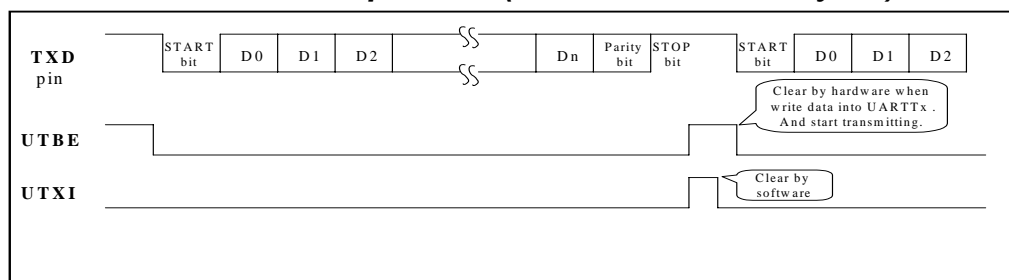 TXD
pin
START
bit
D0
D1
D2
Dn
Parity
bit
STOP
bit
START
bit
D0
D1
D2
Clear by hardware when
write data into UARTTx .
And start transmitting.
UTBE
UTXI
Clear by
software